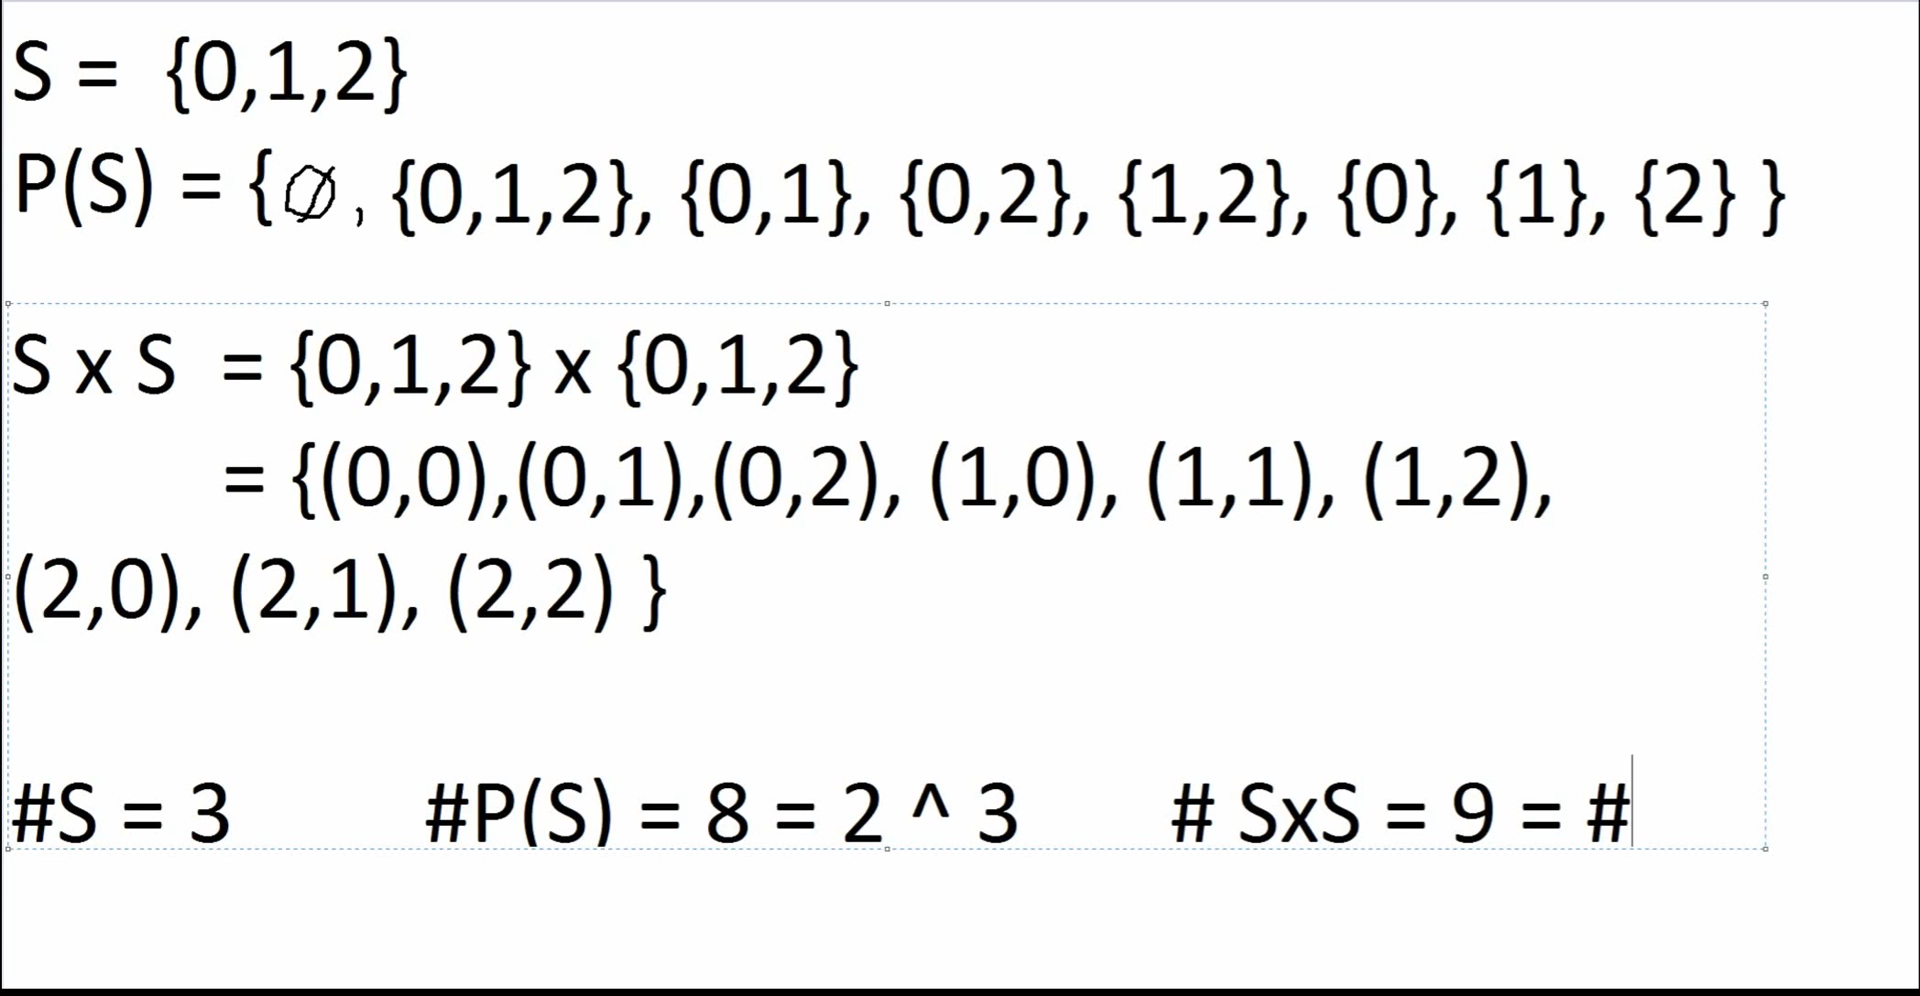 S = {0,1,2}
P(S) = {∅, {0,1,2}, {0,1}, {0,2}, {1,2}, {0}, {1}, {2} }
S x S = {0,1,2} x {0,1,2}
= {(0,0),(0,1),(0,2), (1,0), (1,1), (1,2),
(2,0), (2,1), (2,2) }
#S = 3 #P(S) = 8 = 2 ^ 3 # SxS = 9 = #